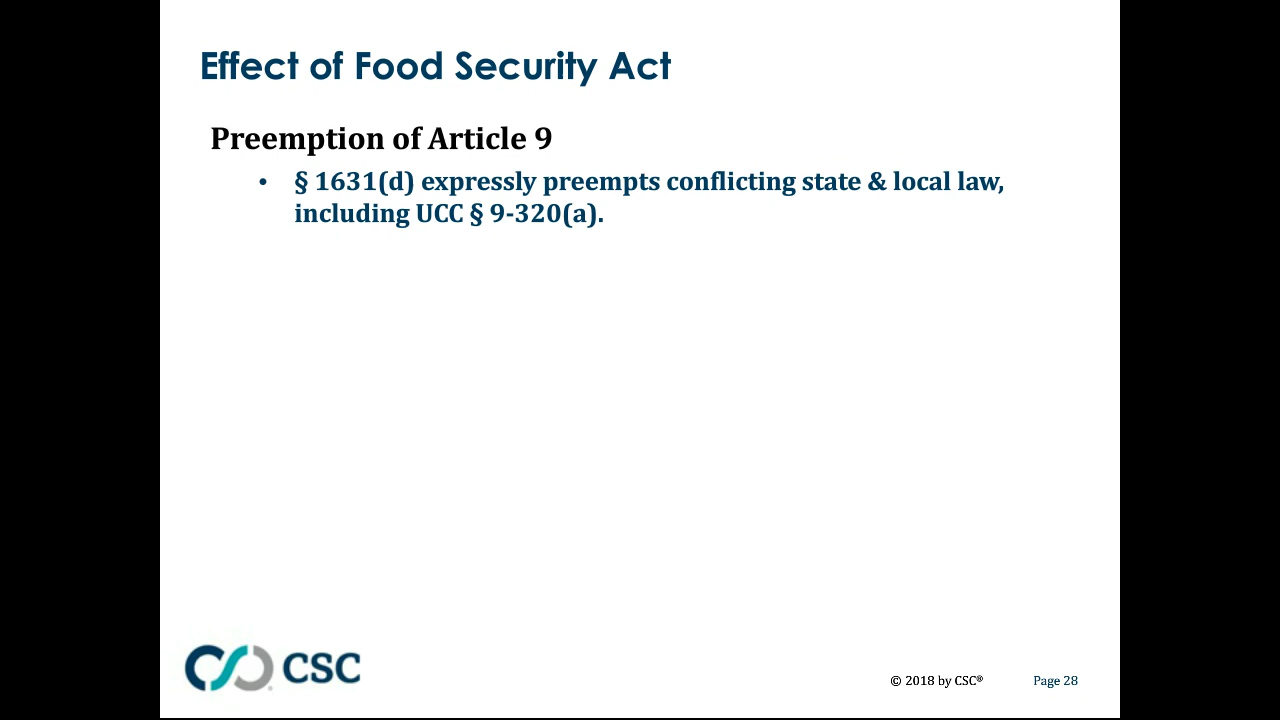 Effect of Food Security Act
Preemption of Article 9
• § 1631(d) expressly preempts conflicting state & local law,
including UCC § 9-320(a).
CSC
© 2018 by CSC®
Page 28